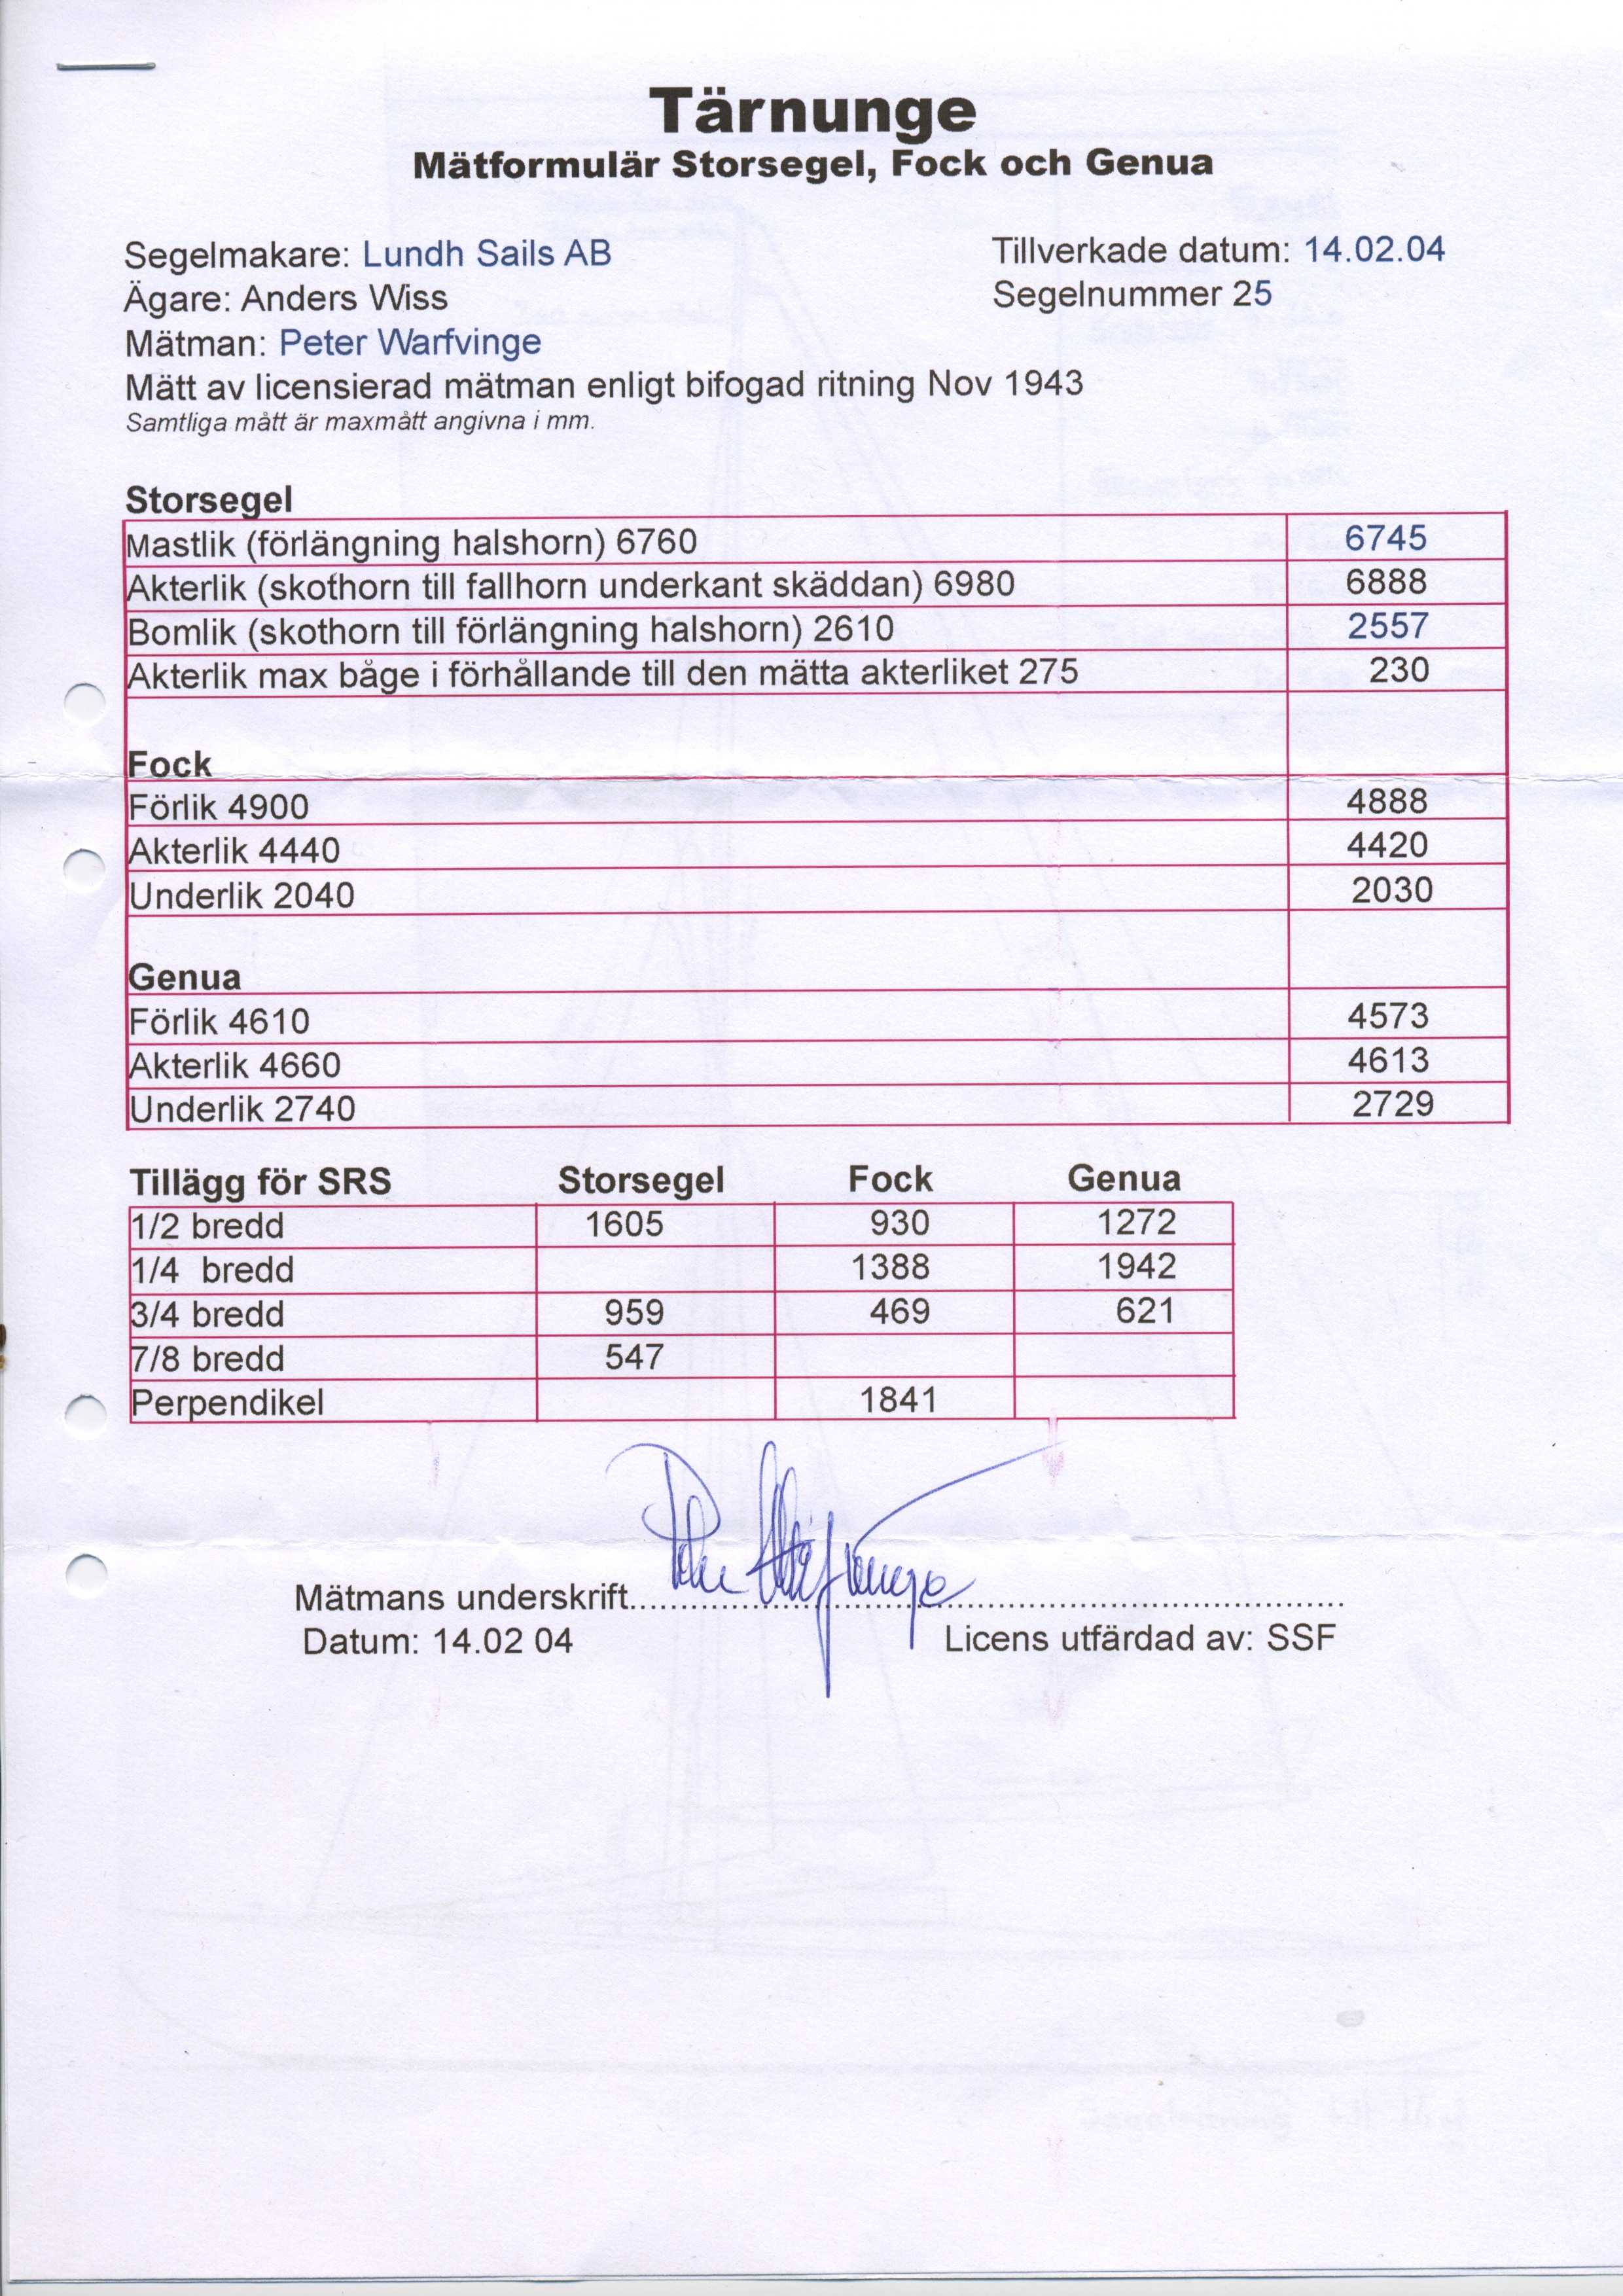 Tärnunge
Mätformulär Storsegel, Fock och Genua
Segelmakare: Lundh Sails AB
Tillverkade datum: 14.02.04
Ägare: Anders Wiss
Segelnummer 25
Mätman: Peter Warfvinge
Mätt av licensierad mätman enligt bifogad ritning Nov 1943
Samtliga mått är maxmått angivna i mm.
Storsegel
Mastlik (förlängning halshorn) 6760 6745
Akterlik (skothorn till fallhorn underkant skäddan) 6980 6888
Bomlik (skothorn till förlängning halshorn) 2610 2557
Akterlik max båge i förhållande till den mätta akterliket 275 230
Fock
Förlik 4900 4888
Akterlik 4440 4420
Underlik 2040 2030
Genua
Förlik 4610 4573
Akterlik 4660 4613
Underlik 2740 2729
Tillägg för SRS Storsegel Fock Genua
1/2 bredd 1605 930 1272
1/4 bredd 1388 1942
3/4 bredd 959 469 621
7/8 bredd 547
Perpendikel 1841
Mätmans underskrift
Datum: 14.02 04
Licens utfärdad av: SSF